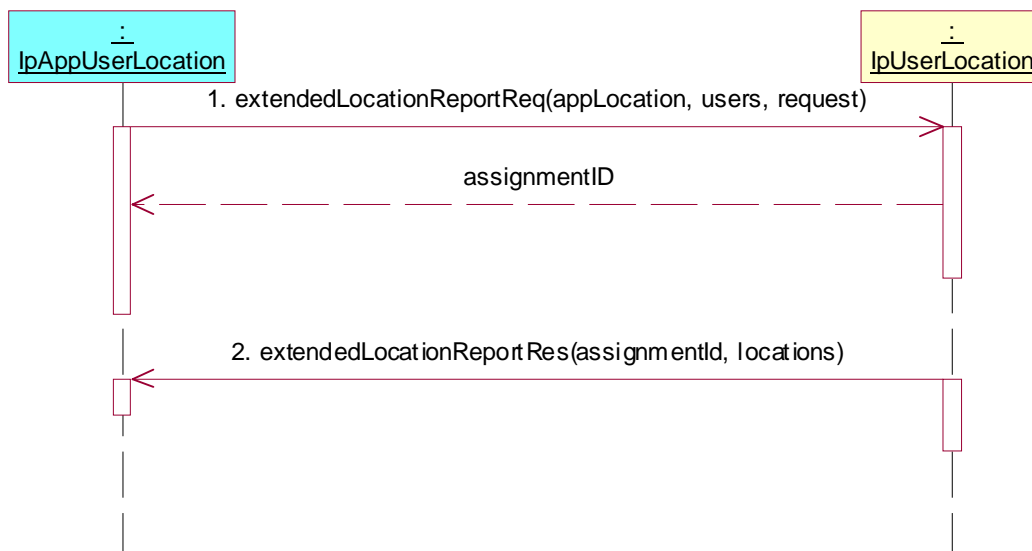 :
IpAppUserLocation
:
IpUserLocation
1. extendedLocationReportReq(appLocation, users, request)
assignmentID
2. extendedLocationReportRes(assignmentId, locations)